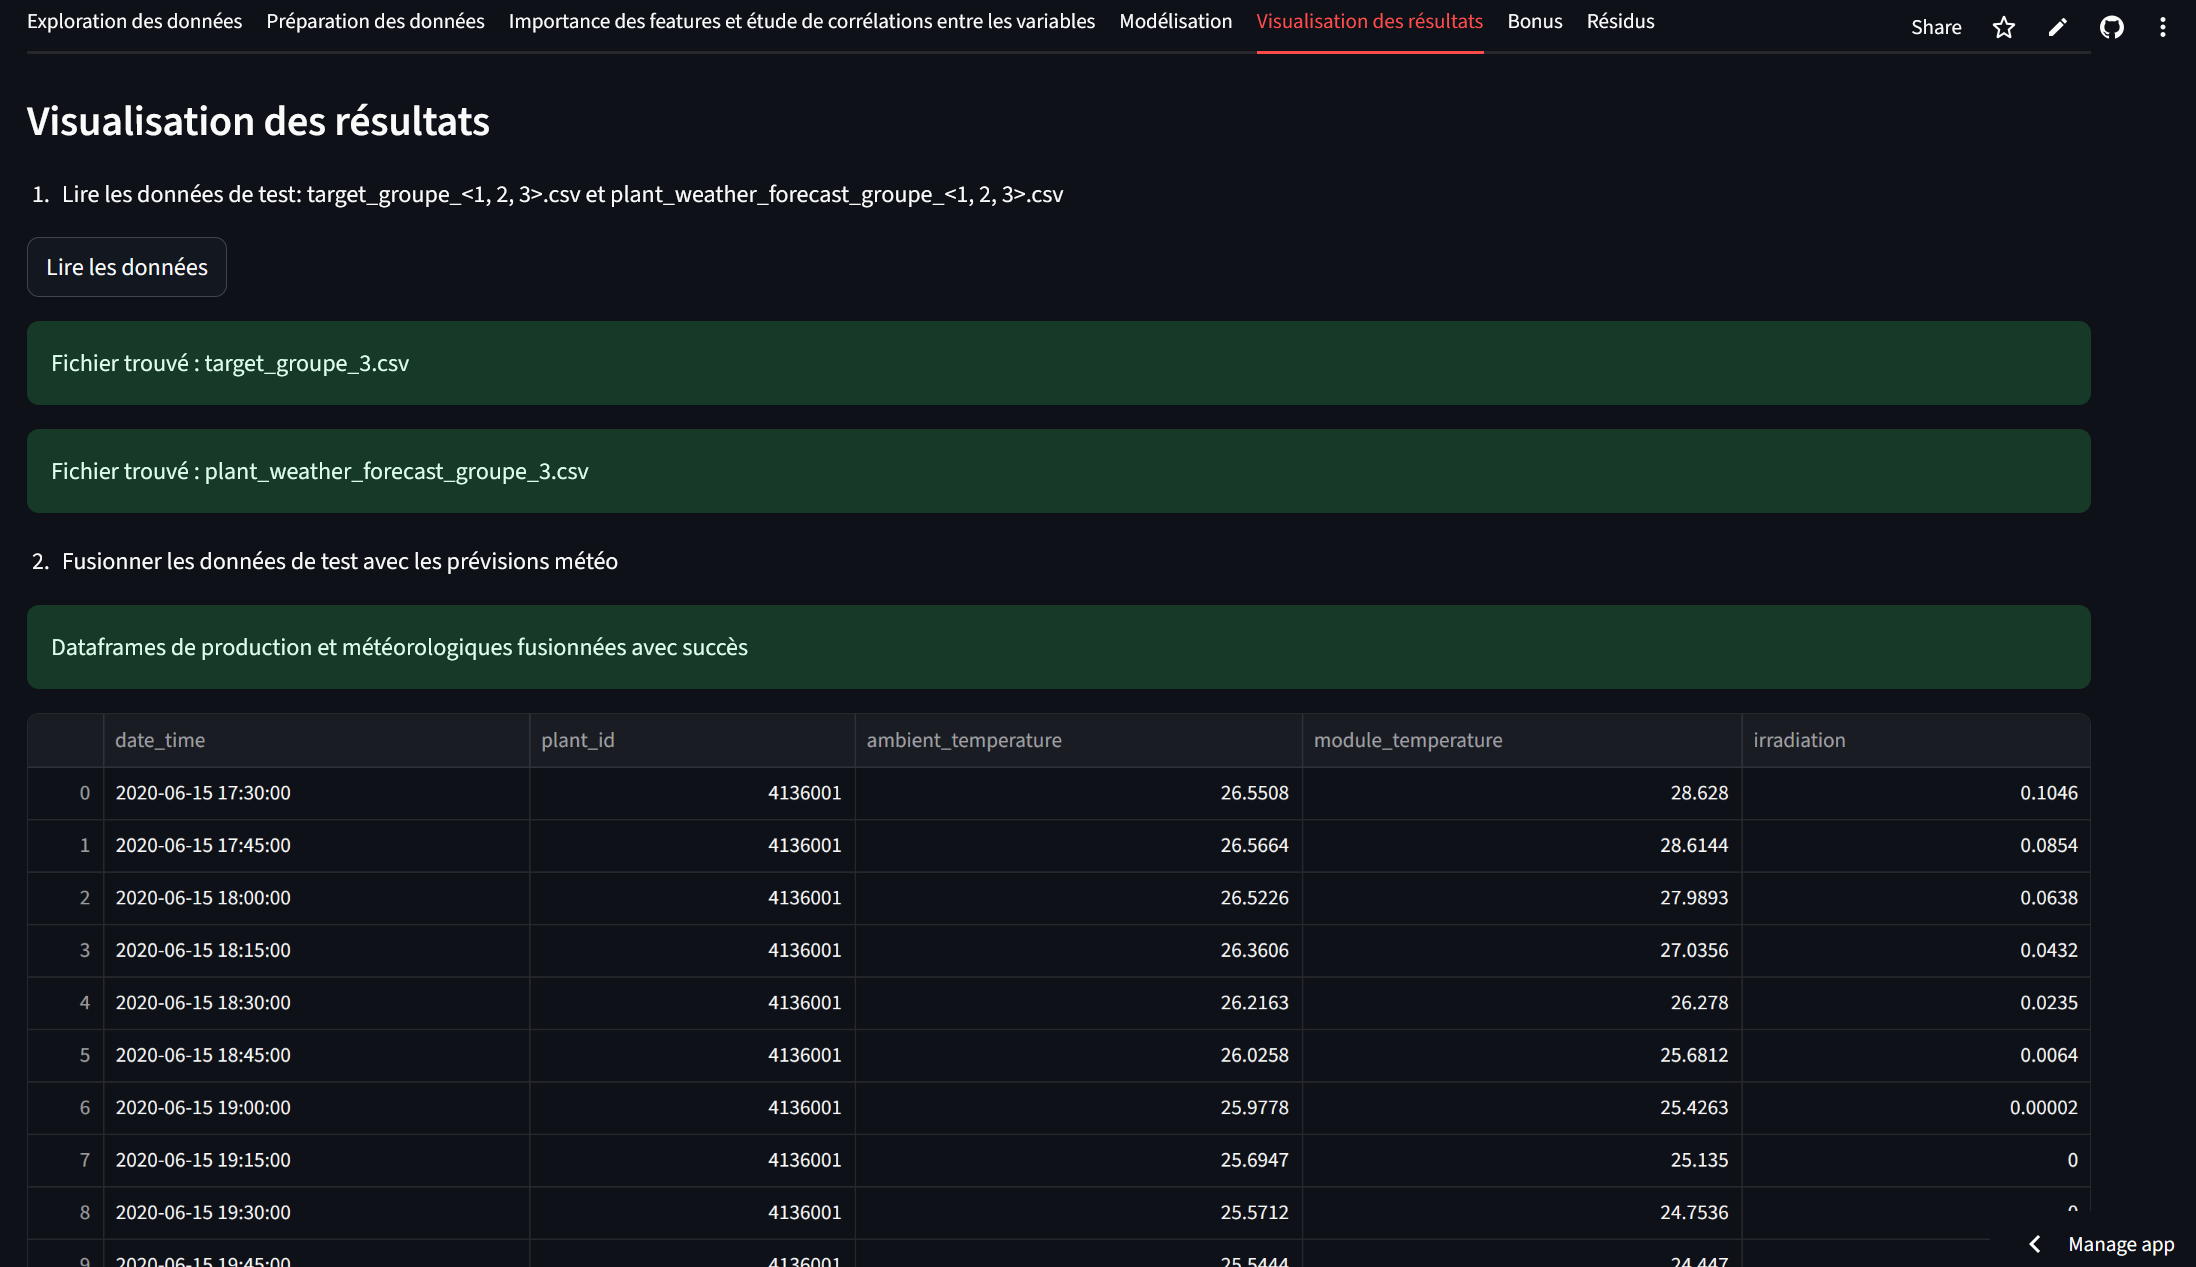 Exploration des données Préparation des données Importance des features et étude de corrélations entre les variables Modélisation Visualisation des résultats Bonus Résidus Share
Visualisation des résultats
1. Lire les données de test: target_groupe_<1, 2, 3>.csv et plant_weather_forecast_groupe_<1, 2, 3>.csv
Lire les données
Fichier trouvé : target_groupe_3.csv
Fichier trouvé : plant_weather_forecast_groupe_3.csv
2. Fusionner les données de test avec les prévisions météo
Dataframes de production et météorologiques fusionnées avec succès
date_time plant_id ambient_temperature module_temperature irradiation
0 2020-06-15 17:30:00 4136001 26.5508 28.628 0.1046
1 2020-06-15 17:45:00 4136001 26.5664 28.6144 0.0854
2 2020-06-15 18:00:00 4136001 26.5226 27.9893 0.0638
3 2020-06-15 18:15:00 4136001 26.3606 27.0356 0.0432
4 2020-06-15 18:30:00 4136001 26.2163 26.278 0.0235
5 2020-06-15 18:45:00 4136001 26.0258 25.6812 0.0064
6 2020-06-15 19:00:00 4136001 25.9778 25.4263 0.00002
7 2020-06-15 19:15:00 4136001 25.6947 25.135 0
8 2020-06-15 19:30:00 4136001 25.5712 24.7536 0
9 2020-06-15 19:45:00 4136001 25.5444 24.447
Manage app